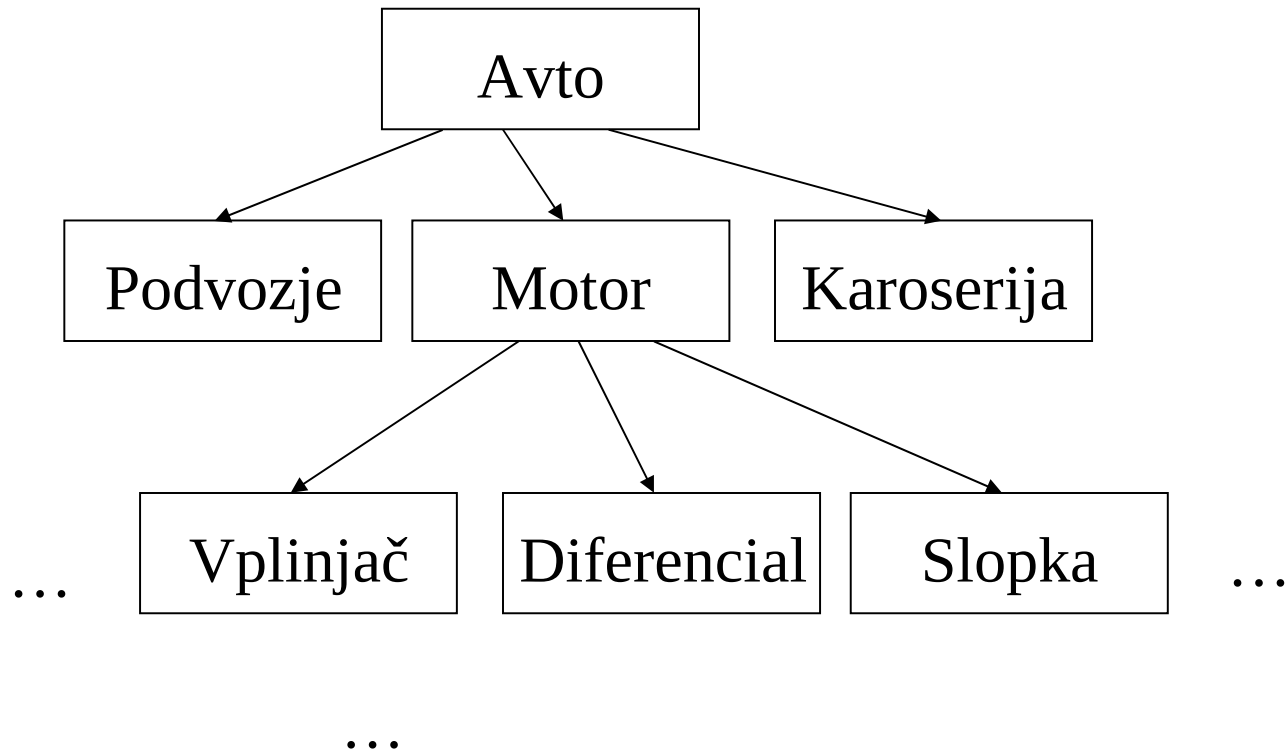 Avto
Podvozje
Motor
Karoserija
Vplinjač
Diferencial
Slopka
…
…
…